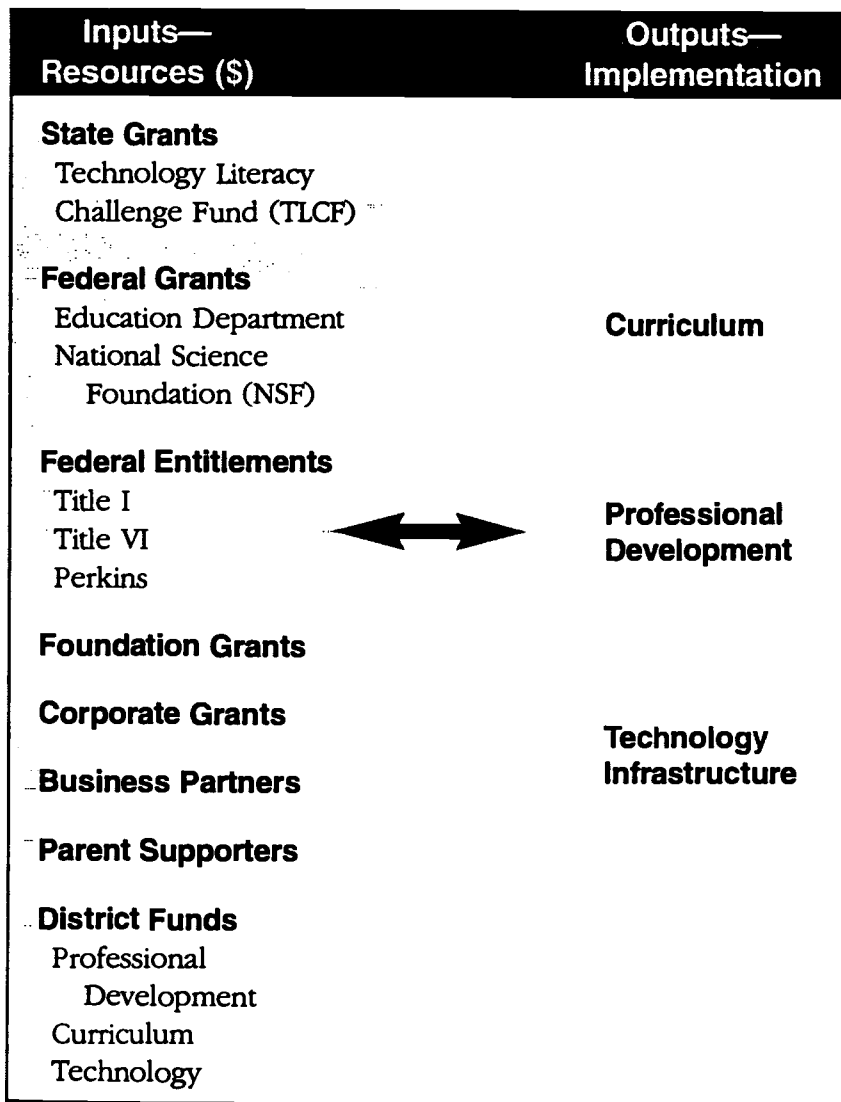 Inputs—
Resources ($)
Outputs—
Implementation
State Grants
Technology Literacy
Challenge Fund (TLCF)
Federal Grants
Education Department
National Science
Foundation (NSF)
Federal Entitlements
Title I
Title VI
Perkins
Foundation Grants
Corporate Grants
Business Partners
Parent Supporters
District Funds
Professional
Development
Curriculum
Technology
Curriculum
Professional
Development
Technology
Infrastructure